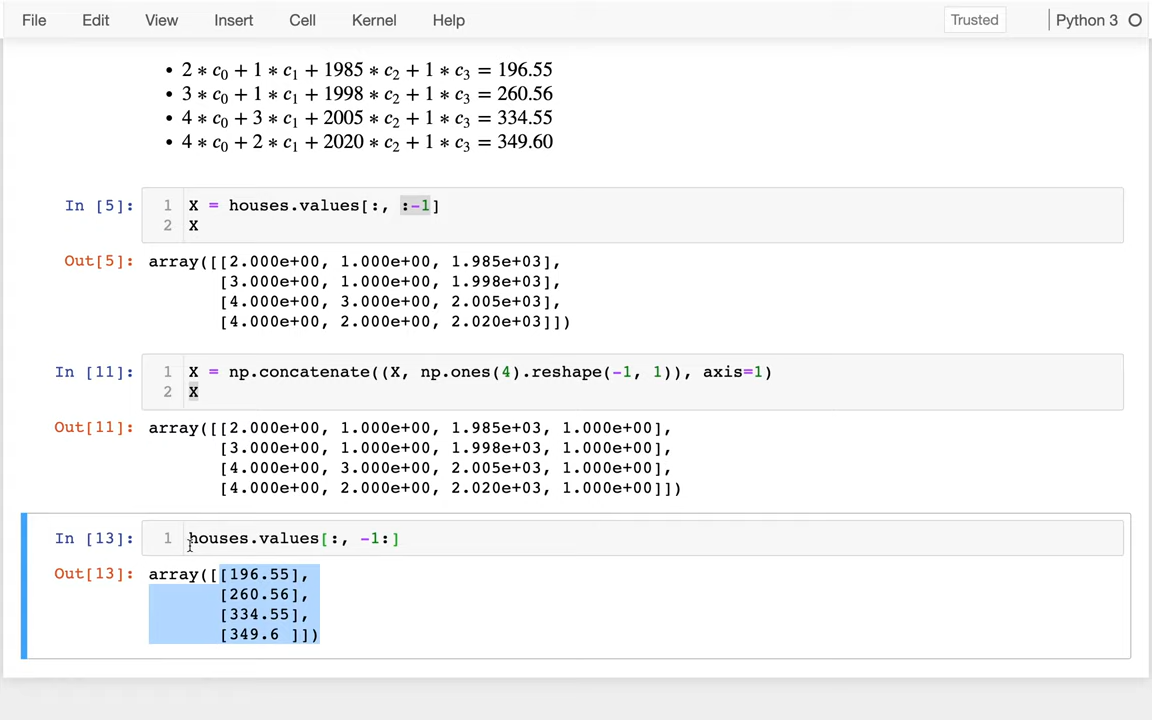 File Edit View Insert Cell Kernel Help Trusted Python 3
• 2 * c₀ + 1 * c₁ + 1985 * c₂ + 1 * c₃ = 196.55
• 3 * c₀ + 1 * c₁ + 1998 * c₂ + 1 * c₃ = 260.56
• 4 * c₀ + 3 * c₁ + 2005 * c₂ + 1 * c₃ = 334.55
• 4 * c₀ + 2 * c₁ + 2020 * c₂ + 1 * c₃ = 349.60
In [5]: 1 X = houses.values[:, :-1]
2 X
Out[5]: array([[2.000e+00, 1.000e+00, 1.985e+03],
[3.000e+00, 1.000e+00, 1.998e+03],
[4.000e+00, 3.000e+00, 2.005e+03],
[4.000e+00, 2.000e+00, 2.020e+03]])
In [11]: 1 X = np.concatenate((X, np.ones(4).reshape(-1, 1)), axis=1)
2 X
Out[11]: array([[2.000e+00, 1.000e+00, 1.985e+03, 1.000e+00],
[3.000e+00, 1.000e+00, 1.998e+03, 1.000e+00],
[4.000e+00, 3.000e+00, 2.005e+03, 1.000e+00],
[4.000e+00, 2.000e+00, 2.020e+03, 1.000e+00]])
In [13]: 1 houses.values[:, -1:]
Out[13]: array([[196.55],
[260.56],
[334.55],
[349.6 ]])